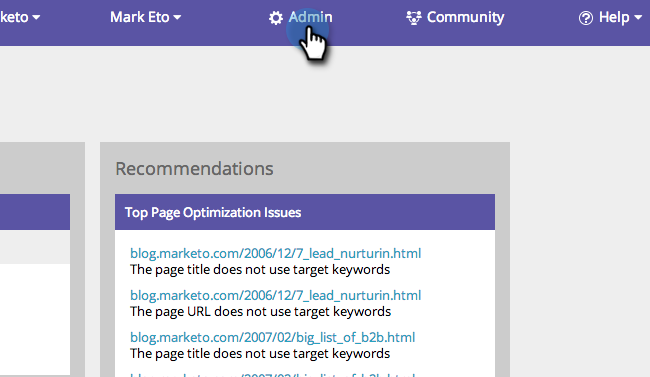 keto Mark Eto Admin Community Help
Recommendations
Top Page Optimization Issues
blog.marketo.com/2006/12/7_lead_nurturin.html
The page title does not use target keywords
blog.marketo.com/2006/12/7_lead_nurturin.html
The page URL does not use target keywords
blog.marketo.com/2007/02/big_list_of_b2b.html
The page title does not use target keywords